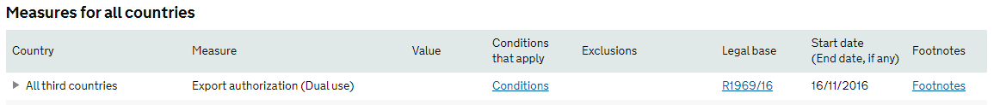 Measures for all countries
Country Measure Value Conditions that apply Exclusions Legal base Start date (End date, if any) Footnotes
All third countries Export authorization (Dual use) Conditions R1969/16 16/11/2016 Footnotes